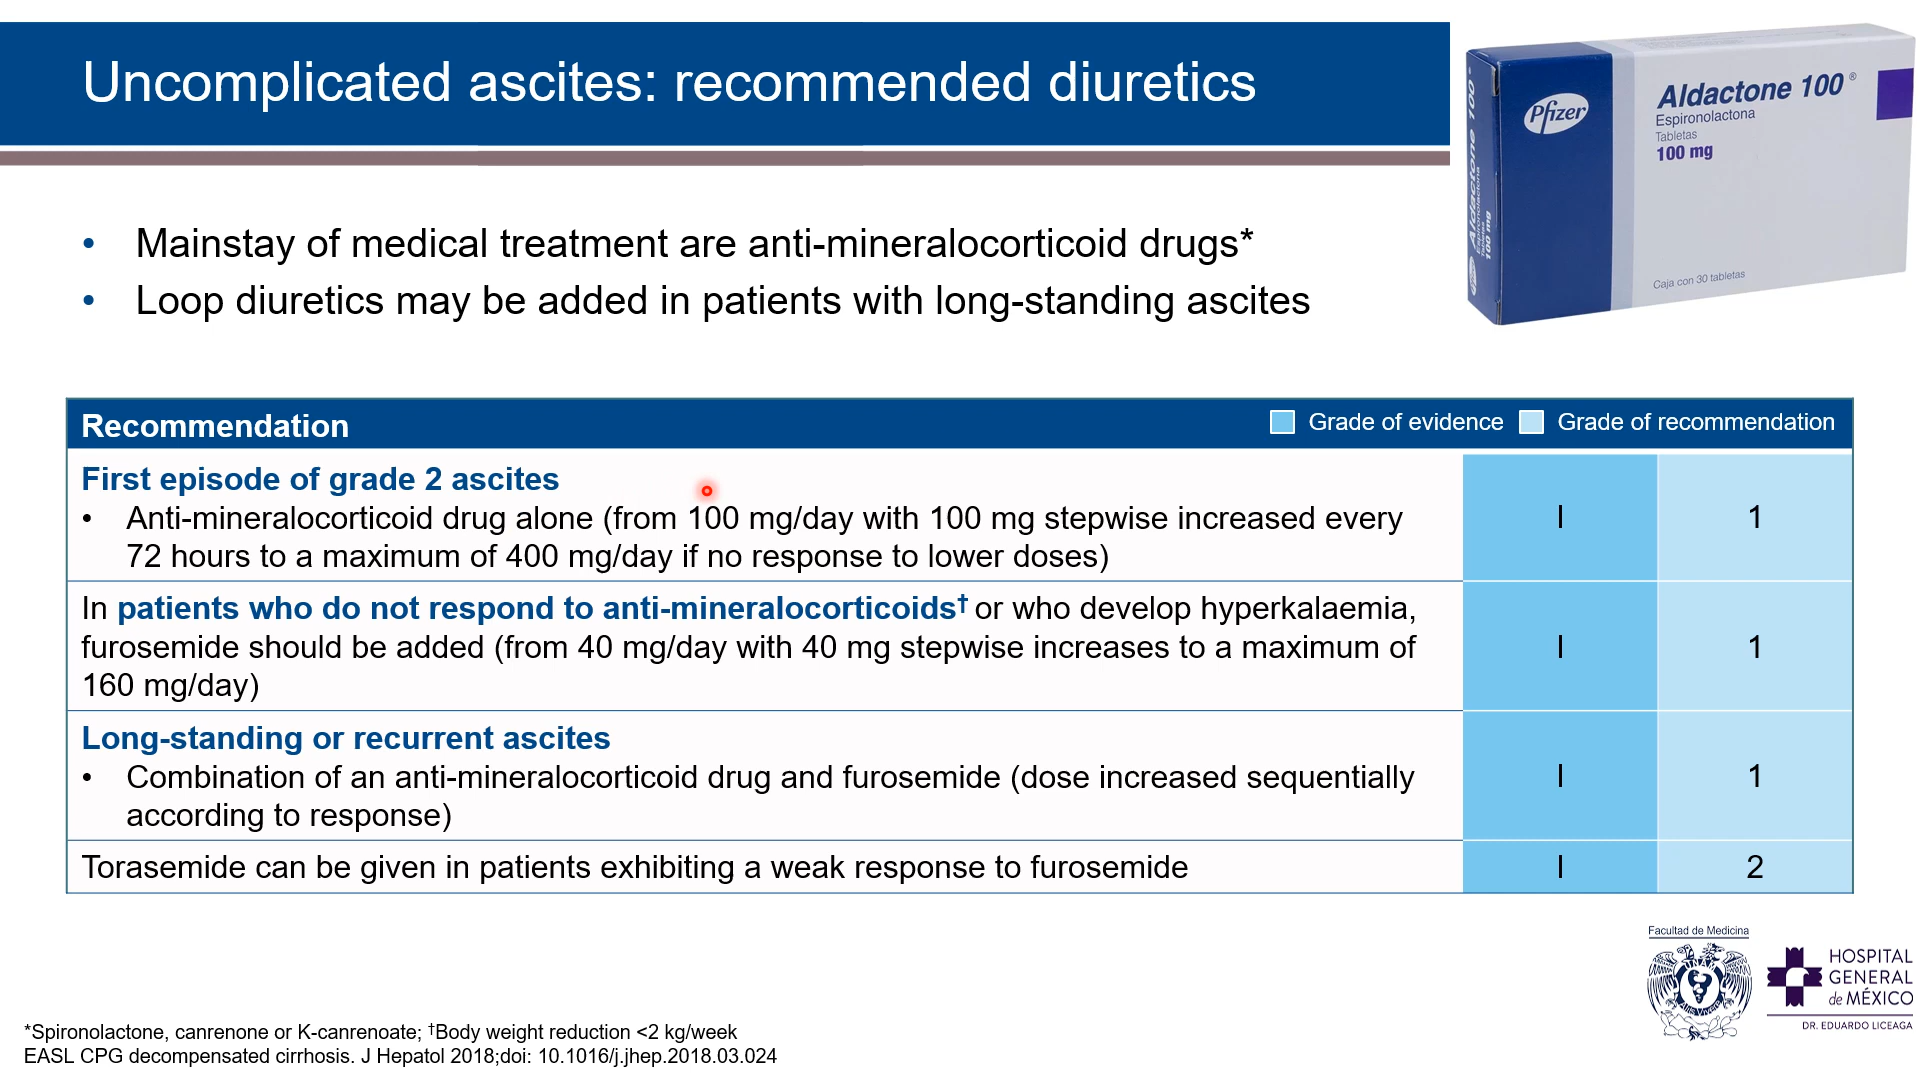 Uncomplicated ascites: recommended diuretics
Pfizer
Aldactone 100 ®
Espironolactona
Tabletas
100 mg
Caja con 30 tabletas
Aldactone 100 ®
Espironolactona
Tabletas
100 mg
• Mainstay of medical treatment are anti-mineralocorticoid drugs*
• Loop diuretics may be added in patients with long-standing ascites
Recommendation Grade of evidence Grade of recommendation
First episode of grade 2 ascites
• Anti-mineralocorticoid drug alone (from 100 mg/day with 100 mg stepwise increased every
72 hours to a maximum of 400 mg/day if no response to lower doses)
I 1
In patients who do not respond to anti-mineralocorticoids† or who develop hyperkalaemia,
furosemide should be added (from 40 mg/day with 40 mg stepwise increases to a maximum of
160 mg/day)
I 1
Long-standing or recurrent ascites
• Combination of an anti-mineralocorticoid drug and furosemide (dose increased sequentially
according to response)
I 1
Torasemide can be given in patients exhibiting a weak response to furosemide I 2
Facultad de Medicina
HOSPITAL
GENERAL
de MÉXICO
DR. EDUARDO LICEAGA
*Spironolactone, canrenone or K-canrenoate; †Body weight reduction <2 kg/week
EASL CPG decompensated cirrhosis. J Hepatol 2018;doi: 10.1016/j.jhep.2018.03.024